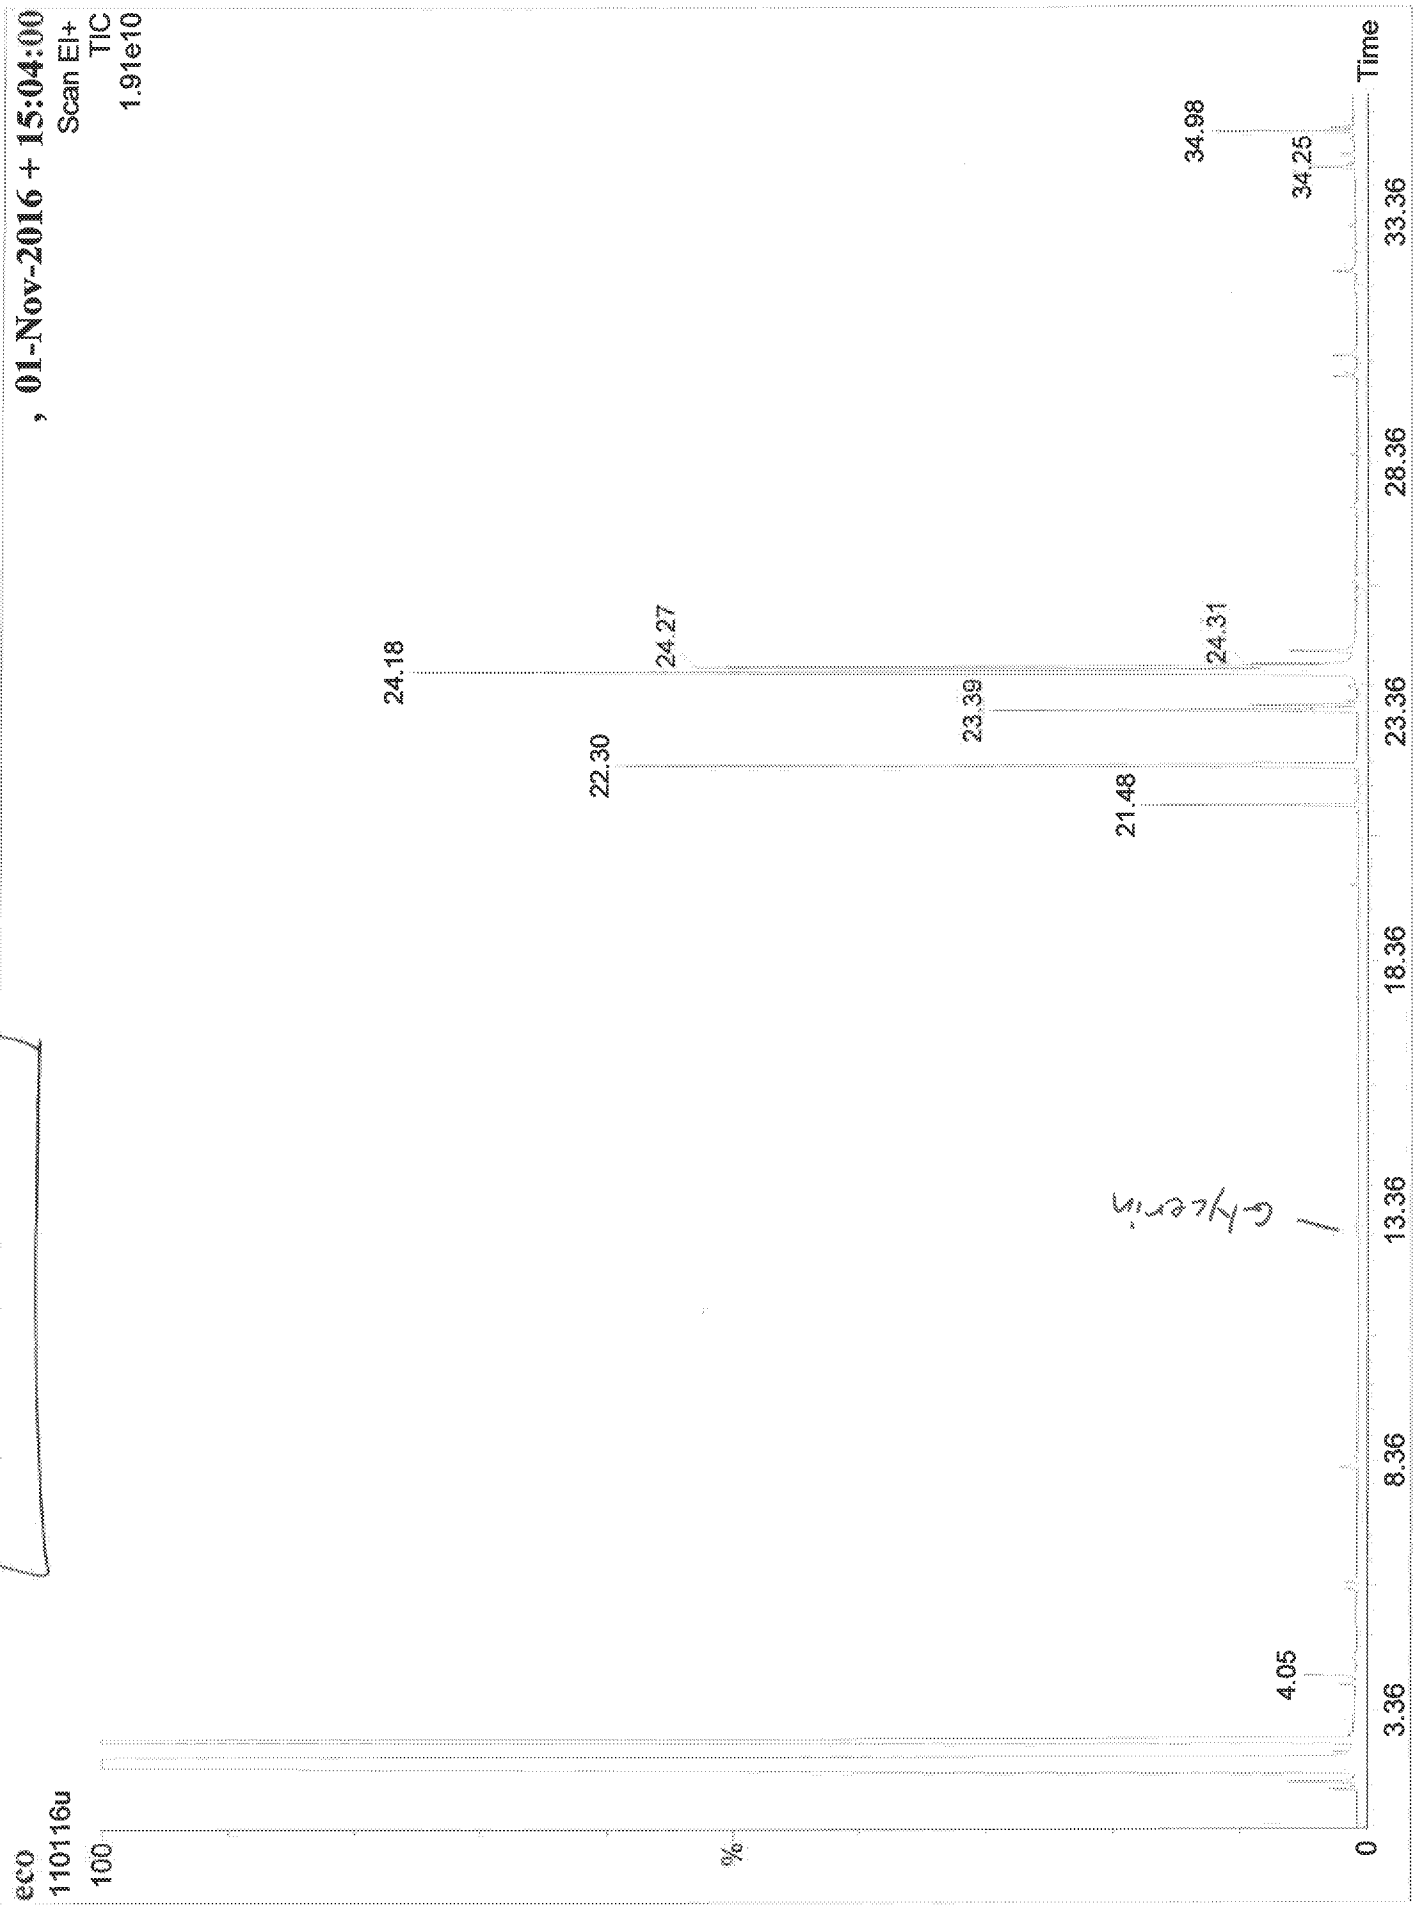 eco
110116u
, 01-Nov-2016 + 15:04:00
Scan EI+
TIC
1.91e10
100
%
0
4.05
Glycerin
21.48
22.30
23.39
24.18
24.27
24.31
34.25
34.98
3.36
8.36
13.36
18.36
23.36
28.36
33.36
Time